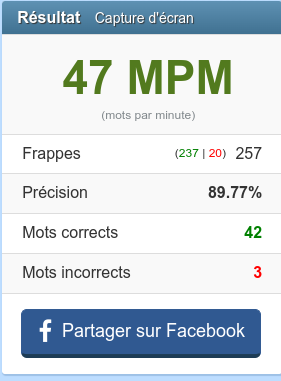 Résultat Capture d'écran
47 MPM
(mots par minute)
Frappes (237 | 20) 257
Précision 89.77%
Mots corrects 42
Mots incorrects 3
Partager sur Facebook